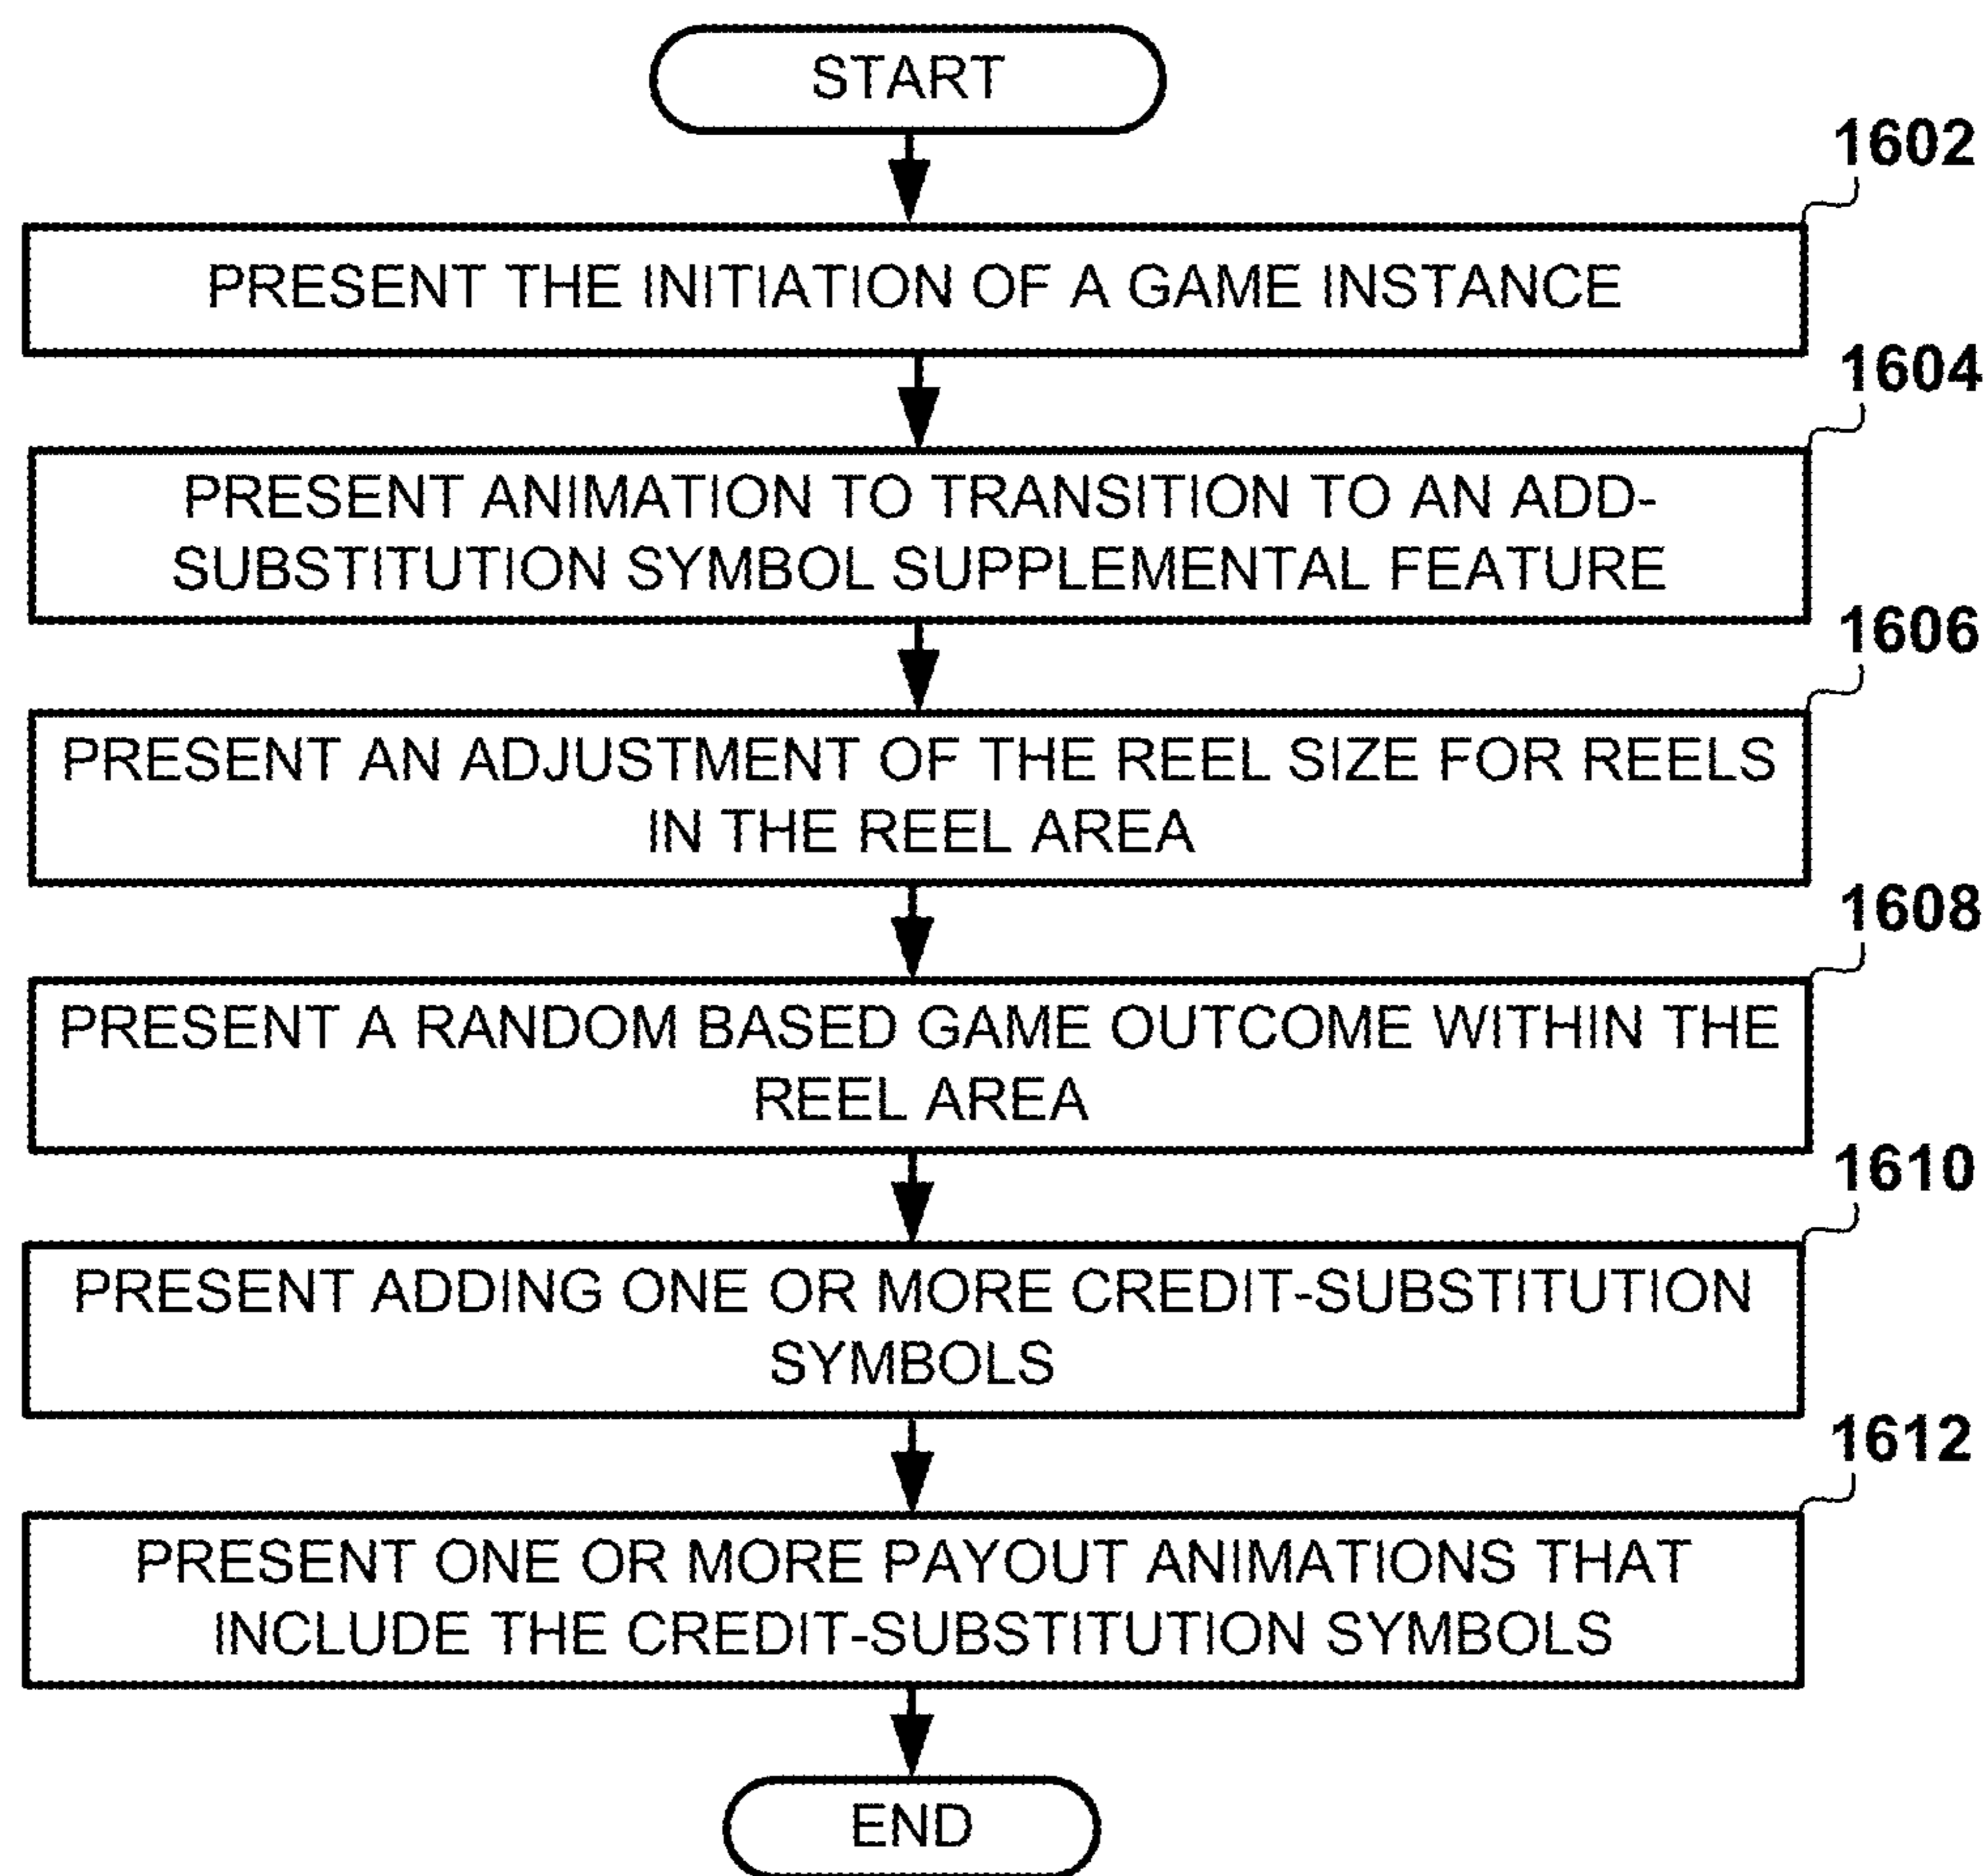 START
1602
PRESENT THE INITIATION OF A GAME INSTANCE
1604
PRESENT ANIMATION TO TRANSITION TO AN ADD-
SUBSTITUTION SYMBOL SUPPLEMENTAL FEATURE
1606
PRESENT AN ADJUSTMENT OF THE REEL SIZE FOR REELS
IN THE REEL AREA
1608
PRESENT A RANDOM BASED GAME OUTCOME WITHIN THE
REEL AREA
1610
PRESENT ADDING ONE OR MORE CREDIT-SUBSTITUTION
SYMBOLS
1612
PRESENT ONE OR MORE PAYOUT ANIMATIONS THAT
INCLUDE THE CREDIT-SUBSTITUTION SYMBOLS
END